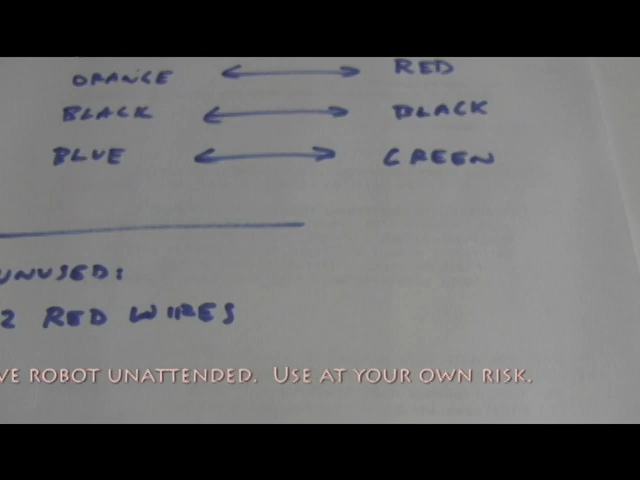 ORANGE ↔ RED
BLACK ↔ BLACK
BLUE ↔ GREEN
UNUSED:
2 RED WIRES
VE ROBOT UNATTENDED. USE AT YOUR OWN RISK.